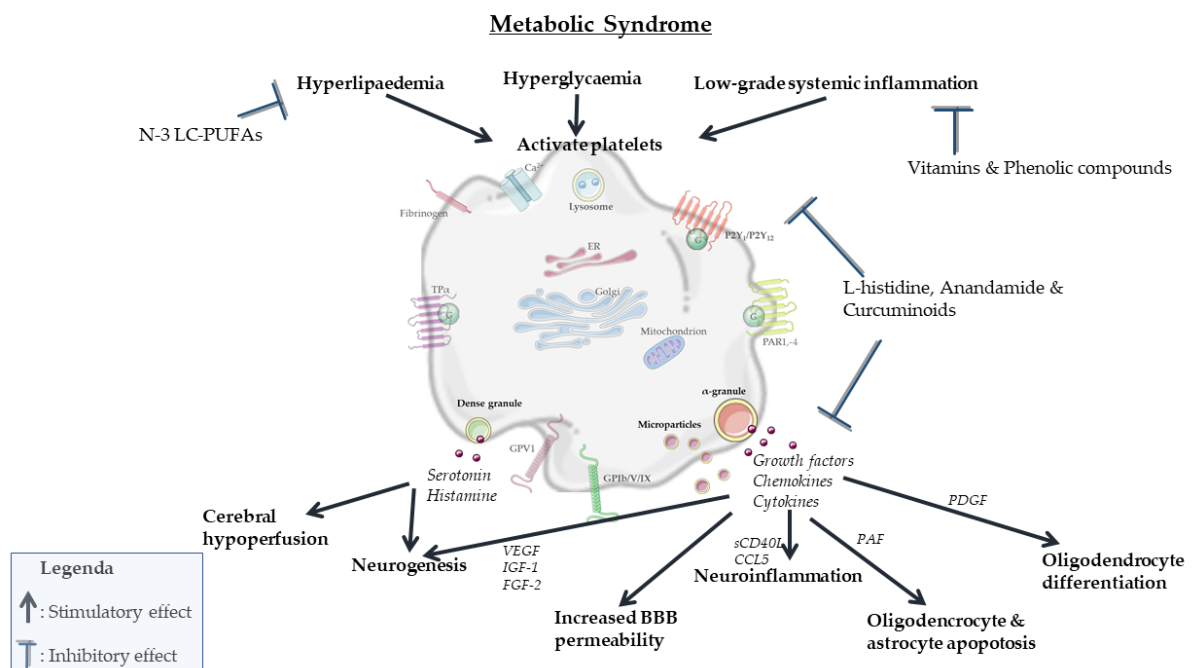 Metabolic Syndrome
Hyperlipaedemia
Hyperglycaemia
Low-grade systemic inflammation
N-3 LC-PUFAs
Activate platelets
Vitamins & Phenolic compounds
Ca²⁺
Lysosome
Fibrinogen
P2Y₁/P2Y₁₂
G
ER
L-histidine, Anandamide &
Curcuminoids
TPα
G
Golgi
G
Mitochondrion
PAR1,-4
α-granule
Dense granule
Microparticles
GPV1
GPIb/V/IX
Serotonin
Histamine
Growth factors
Chemokines
Cytokines
PDGF
Cerebral
hypoperfusion
Neurogenesis
VEGF
IGF-1
FGF-2
sCD40L
CCL5
Neuroinflammation
PAF
Oligodendrocyte
differentiation
Increased BBB
permeability
Oligodencrocyte &
astrocyte apopotosis
Legenda
: Stimulatory effect
: Inhibitory effect